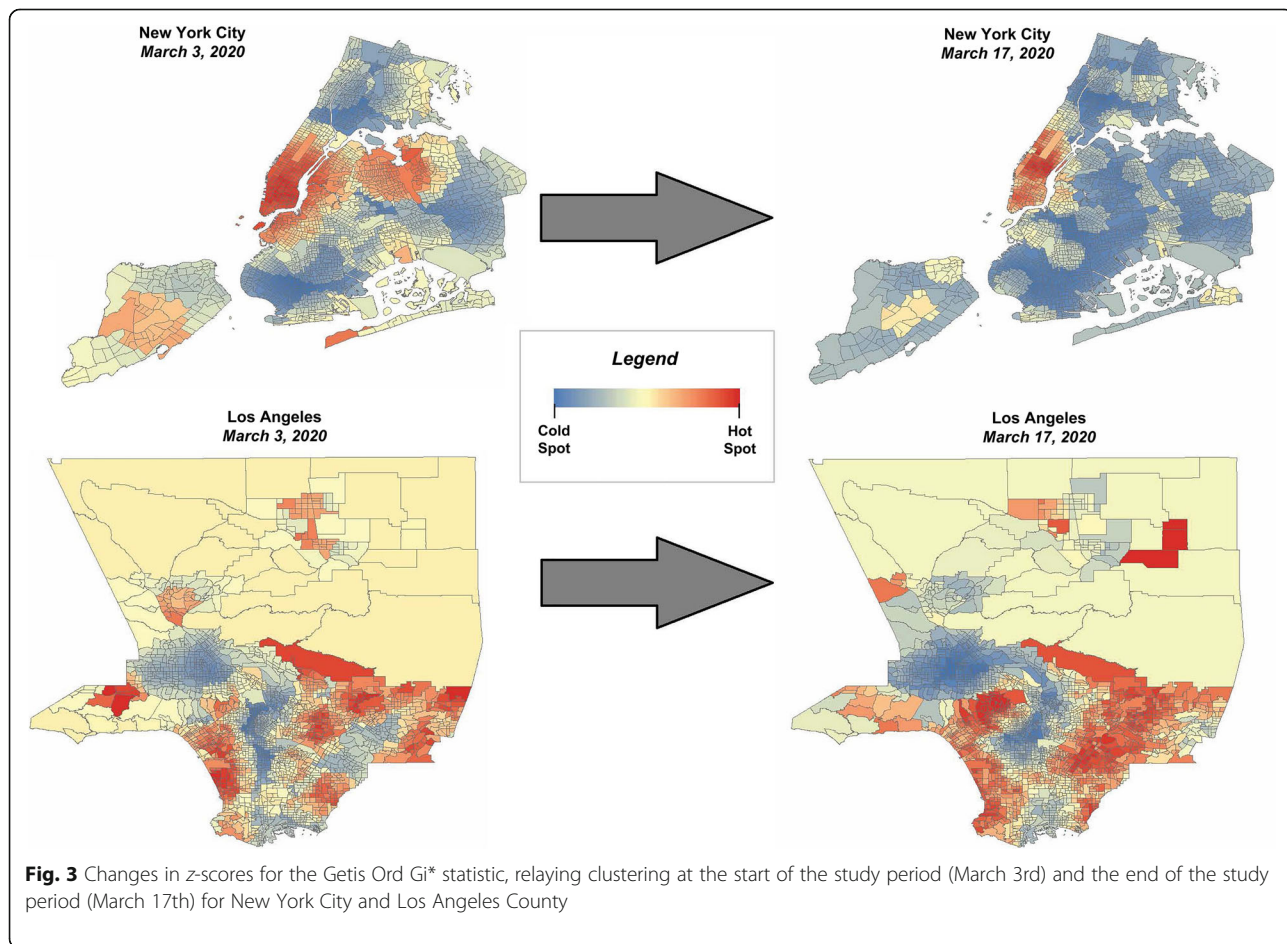 New York City
March 3, 2020
New York City
March 17, 2020
Legend
Cold
Spot
Hot
Spot
Los Angeles
March 3, 2020
Los Angeles
March 17, 2020
Fig. 3 Changes in z-scores for the Getis Ord Gi* statistic, relaying clustering at the start of the study period (March 3rd) and the end of the study
period (March 17th) for New York City and Los Angeles County